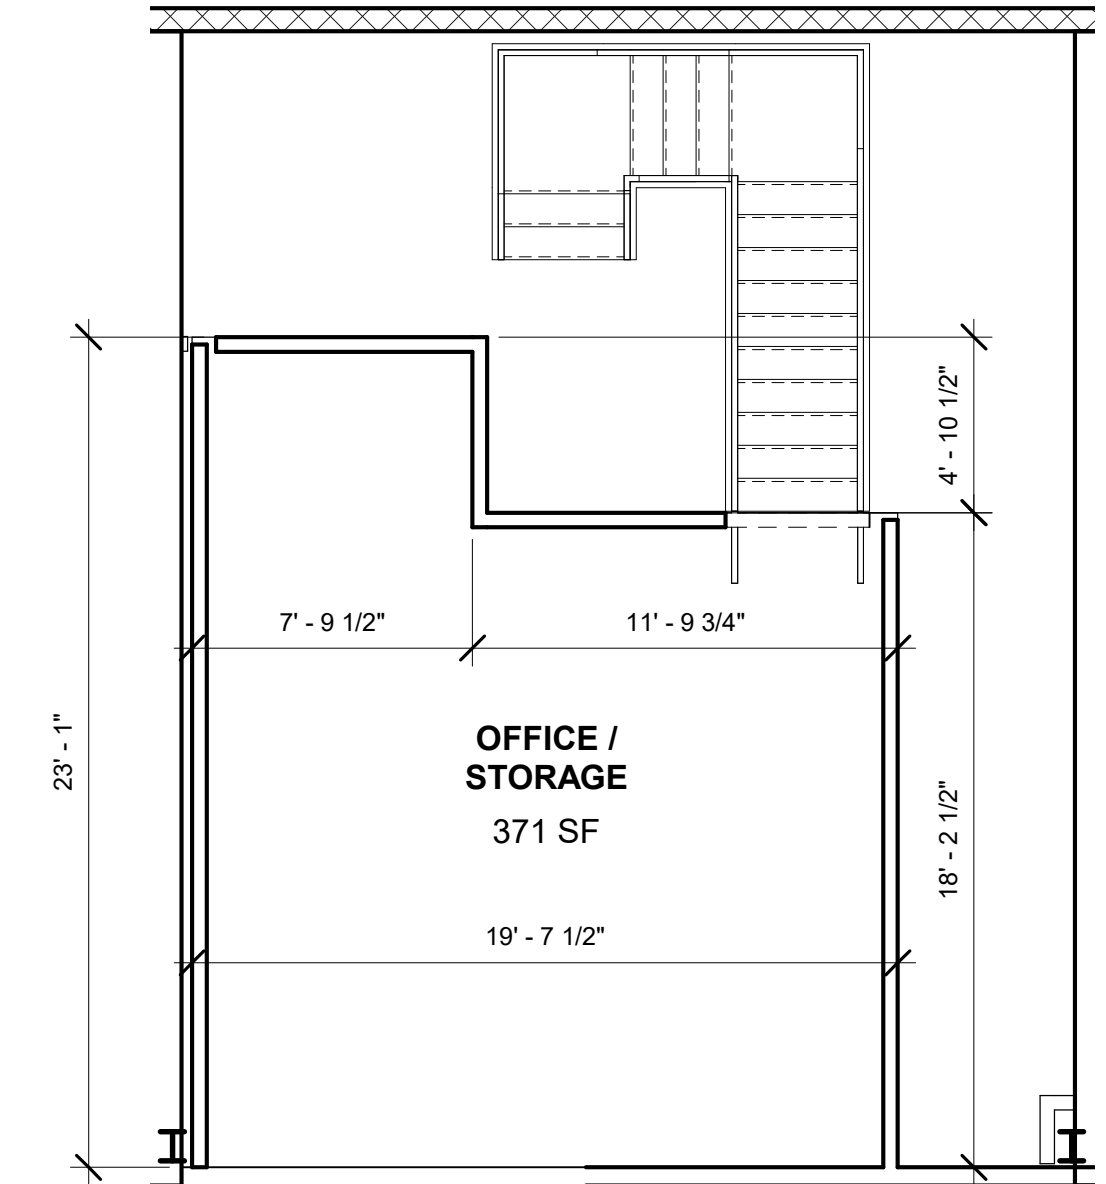 4' - 10 1/2"
7' - 9 1/2"
11' - 9 3/4"
23' - 1"
OFFICE /
STORAGE
371 SF
18' - 2 1/2"
19' - 7 1/2"